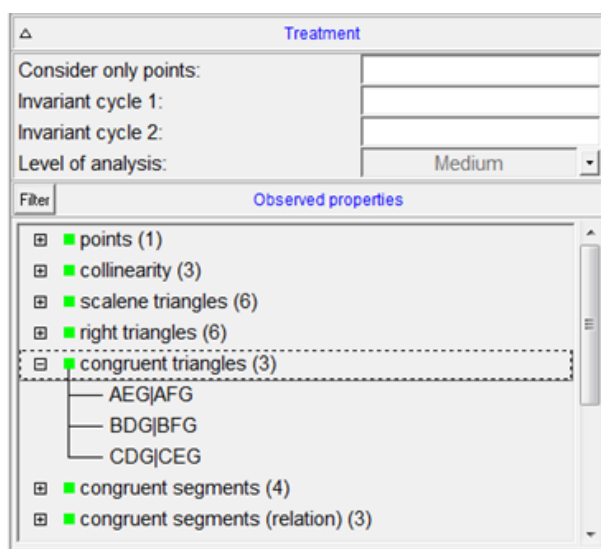 Treatment
Consider only points:
Invariant cycle 1:
Invariant cycle 2:
Level of analysis: Medium
Filter Observed properties
points (1)
collinearity (3)
scalene triangles (6)
right triangles (6)
congruent triangles (3)
AEG|AFG
BDG|BFG
CDG|CEG
congruent segments (4)
congruent segments (relation) (3)